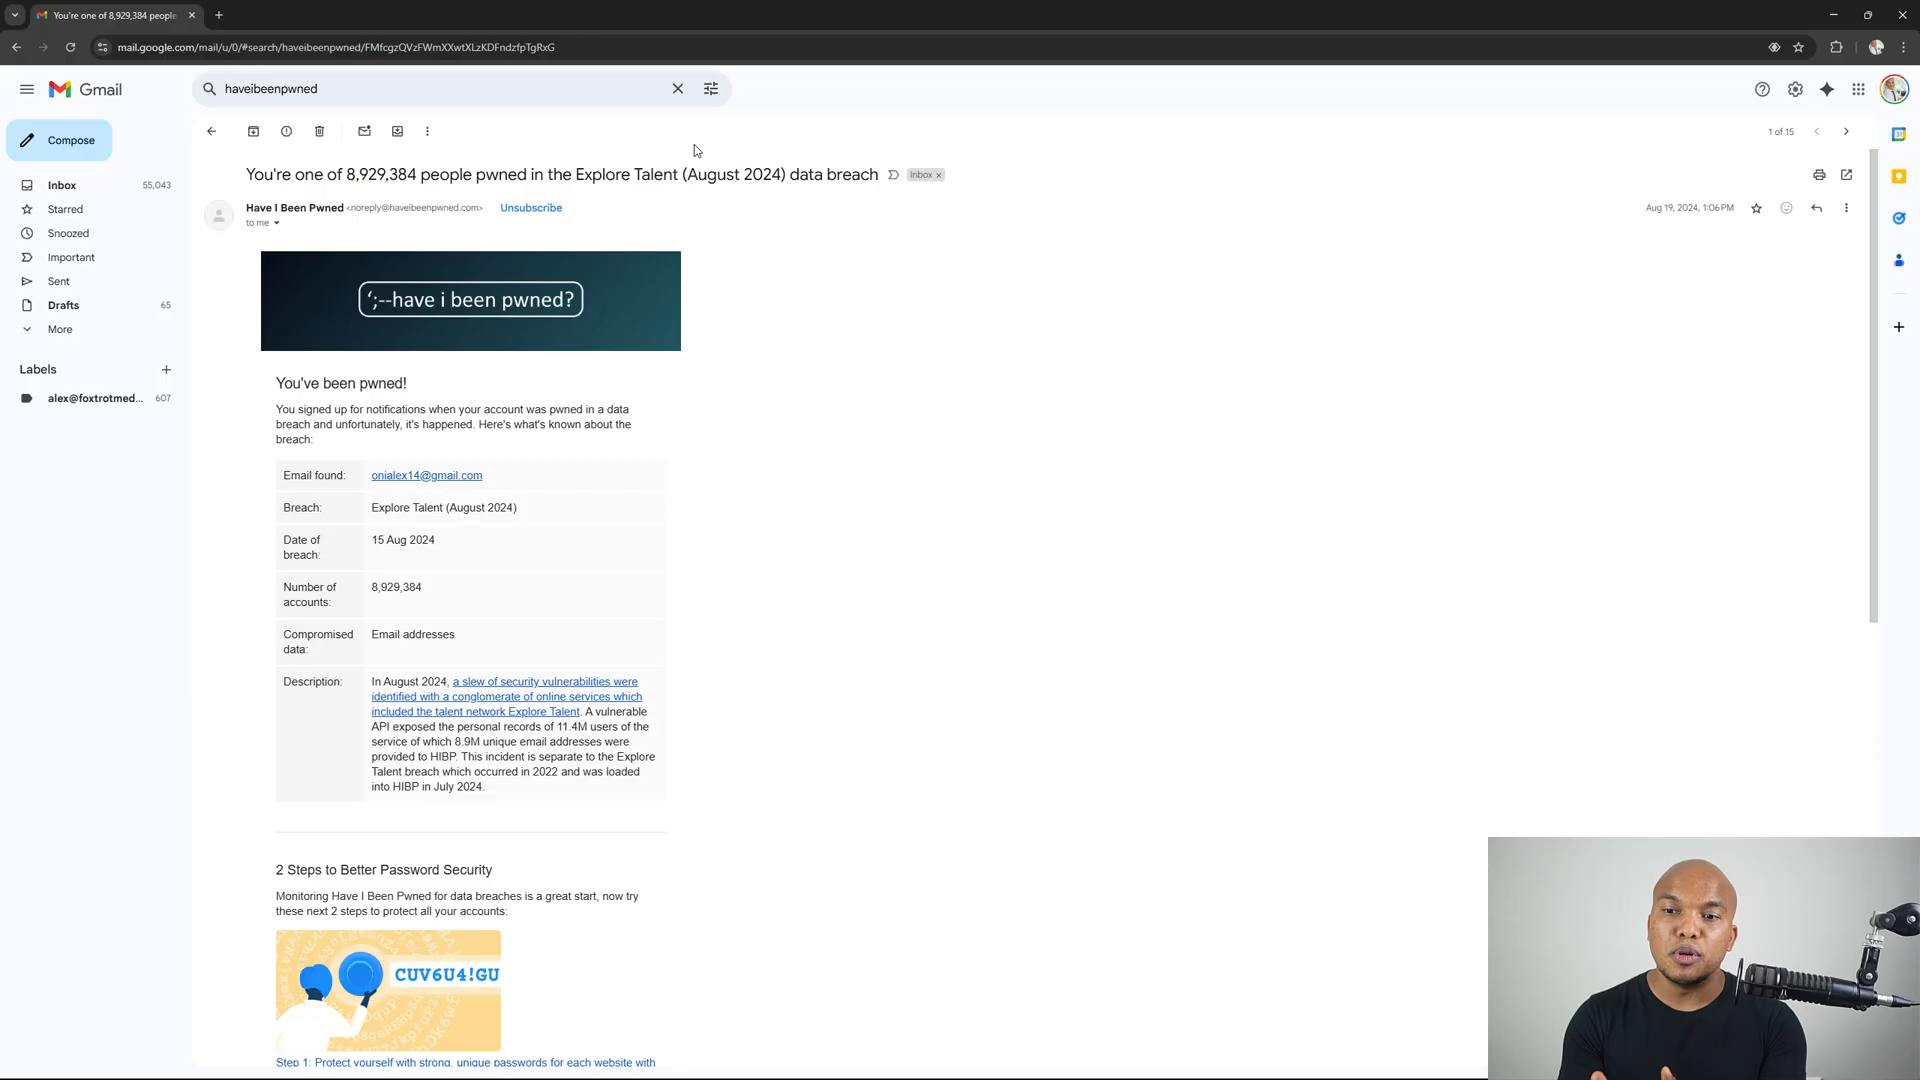 You're one of 8,929,384 people
mail.google.com/mail/u/0/#search/haveibeenpwned/FMfcgzQVzFWmXXwtXLzKDFndzfpTgRxG
Gmail
haveibeenpwned
Compose
1 of 15
You're one of 8,929,384 people pwned in the Explore Talent (August 2024) data breach
Inbox x
Inbox 55,043
Starred
Snoozed
Important
Sent
Drafts 65
More
Labels
alex@foxtrotmed... 607
Have I Been Pwned <noreply@haveibeenpwned.com> Unsubscribe
Aug 19, 2024, 1:06 PM
to me
';--have i been pwned?
You've been pwned!
You signed up for notifications when your account was pwned in a data
breach and unfortunately, it's happened. Here's what's known about the
breach:
Email found: onialex14@gmail.com
Breach: Explore Talent (August 2024)
Date of
breach:
15 Aug 2024
Number of
accounts:
8,929,384
Compromised
data:
Email addresses
Description:
In August 2024, a slew of security vulnerabilities were
identified with a conglomerate of online services which
included the talent network Explore Talent. A vulnerable
API exposed the personal records of 11.4M users of the
service of which 8.9M unique email addresses were
provided to HIBP. This incident is separate to the Explore
Talent breach which occurred in 2022 and was loaded
into HIBP in July 2024.
2 Steps to Better Password Security
Monitoring Have I Been Pwned for data breaches is a great start, now try
these next 2 steps to protect all your accounts:
CUV6U4!GU
Step 1: Protect yourself with strong, unique passwords for each website with